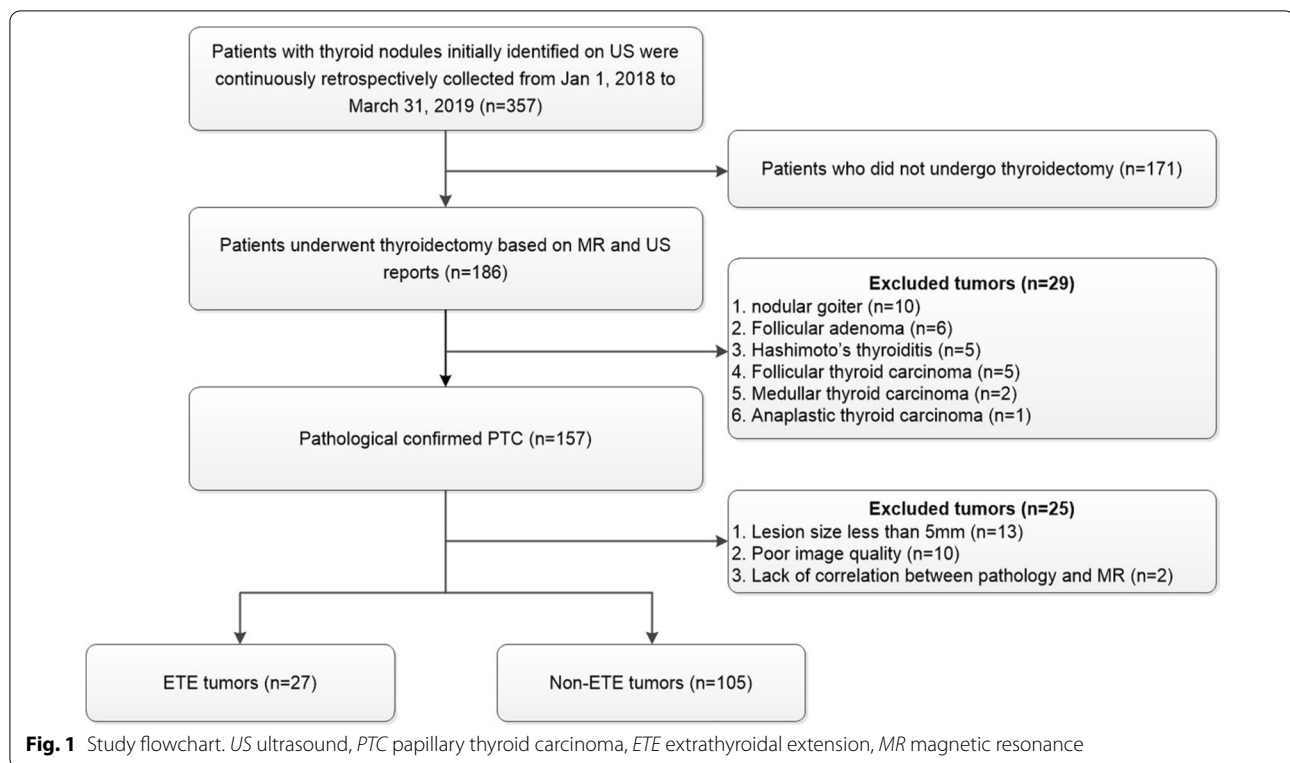 Patients with thyroid nodules initially identified on US were
continuously retrospectively collected from Jan 1, 2018 to
March 31, 2019 (n=357)
Patients who did not undergo thyroidectomy (n=171)
Patients underwent thyroidectomy based on MR and US
reports (n=186)
Excluded tumors (n=29)
1. nodular goiter (n=10)
2. Follicular adenoma (n=6)
3. Hashimoto's thyroiditis (n=5)
4. Follicular thyroid carcinoma (n=5)
5. Medullar thyroid carcinoma (n=2)
6. Anaplastic thyroid carcinoma (n=1)
Pathological confirmed PTC (n=157)
Excluded tumors (n=25)
1. Lesion size less than 5mm (n=13)
2. Poor image quality (n=10)
3. Lack of correlation between pathology and MR (n=2)
ETE tumors (n=27)
Non-ETE tumors (n=105)
Fig. 1 Study flowchart. US ultrasound, PTC papillary thyroid carcinoma, ETE extrathyroidal extension, MR magnetic resonance